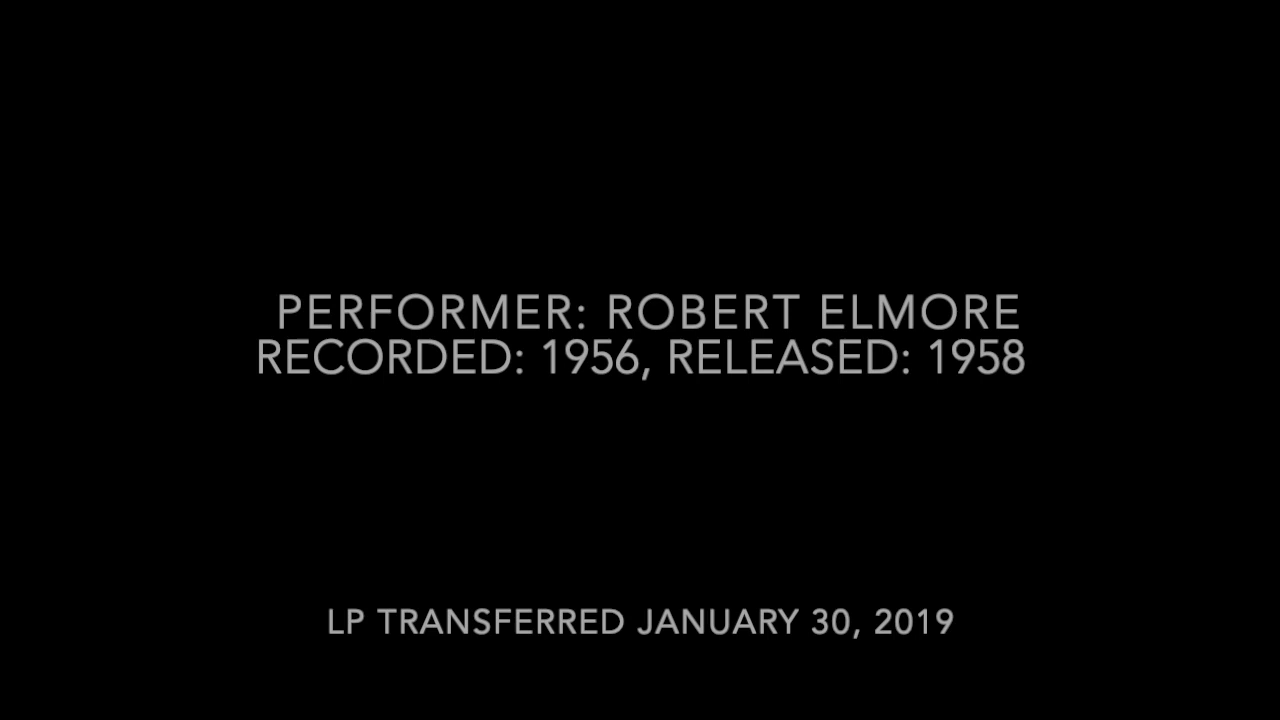 PERFORMER: ROBERT ELMORE
RECORDED: 1956, RELEASED: 1958
LP TRANSFERRED JANUARY 30, 2019